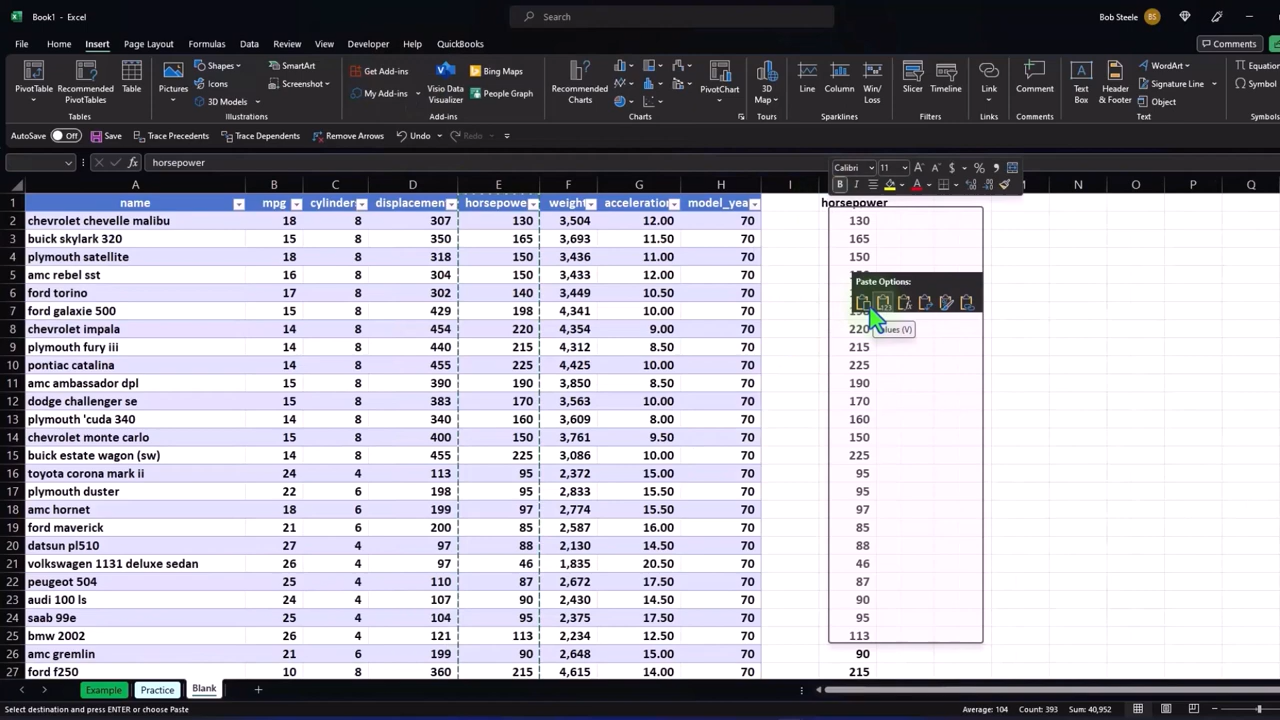 Book1 - Excel
Search
Bob Steele BS
File Home Insert Page Layout Formulas Data Review View Developer Help QuickBooks
Comments
PivotTable Recommended PivotTables Table
Tables
Pictures Shapes Icons 3D Models SmartArt Screenshot
Illustrations
Get Add-ins My Add-ins Visio Data Visualizer Bing Maps People Graph
Add-ins
Recommended Charts PivotChart
Charts
3D Map
Tours
Line Column Win/Loss
Sparklines
Slicer Timeline
Filters
Link
Links
Comment
Comments
Text Box Header & Footer WordArt Signature Line Object
Text
Equation Symbol
AutoSave Off Save Trace Precedents Trace Dependents Remove Arrows Undo Redo
fx horsepower
Calibri 11 A A $ % ,
B I A
A B C D E F G H I N O P Q
1 name mpg cylinders displacemen horsepowe weigh acceleration model_yea horsepower
2 chevrolet chevelle malibu 18 8 307 130 3,504 12.00 70 130
3 buick skylark 320 15 8 350 165 3,693 11.50 70 165
4 plymouth satellite 18 8 318 150 3,436 11.00 70 150
5 amc rebel sst 16 8 304 150 3,433 12.00 70
Paste Options:
6 ford torino 17 8 302 140 3,449 10.50 70
7 ford galaxie 500 15 8 429 198 4,341 10.00 70
8 chevrolet impala 14 8 454 220 4,354 9.00 70 220
9 plymouth fury iii 14 8 440 215 4,312 8.50 70 215
10 pontiac catalina 14 8 455 225 4,425 10.00 70 225
11 amc ambassador dpl 15 8 390 190 3,850 8.50 70 190
12 dodge challenger se 15 8 383 170 3,563 10.00 70 170
13 plymouth 'cuda 340 14 8 340 160 3,609 8.00 70 160
14 chevrolet monte carlo 15 8 400 150 3,761 9.50 70 150
15 buick estate wagon (sw) 14 8 455 225 3,086 10.00 70 225
16 toyota corona mark ii 24 4 113 95 2,372 15.00 70 95
17 plymouth duster 22 6 198 95 2,833 15.50 70 95
18 amc hornet 18 6 199 97 2,774 15.50 70 97
19 ford maverick 21 6 200 85 2,587 16.00 70 85
20 datsun pl510 27 4 97 88 2,130 14.50 70 88
21 volkswagen 1131 deluxe sedan 26 4 97 46 1,835 20.50 70 46
22 peugeot 504 25 4 110 87 2,672 17.50 70 87
23 audi 100 ls 24 4 107 90 2,430 14.50 70 90
24 saab 99e 25 4 104 95 2,375 17.50 70 95
25 bmw 2002 26 4 121 113 2,234 12.50 70 113
26 amc gremlin 21 6 199 90 2,648 15.00 70 90
27 ford f250 10 8 360 215 4,615 14.00 70 215
Example Practice Blank
Select destination and press ENTER or choose Paste Average: 104 Count: 393 Sum: 40,952